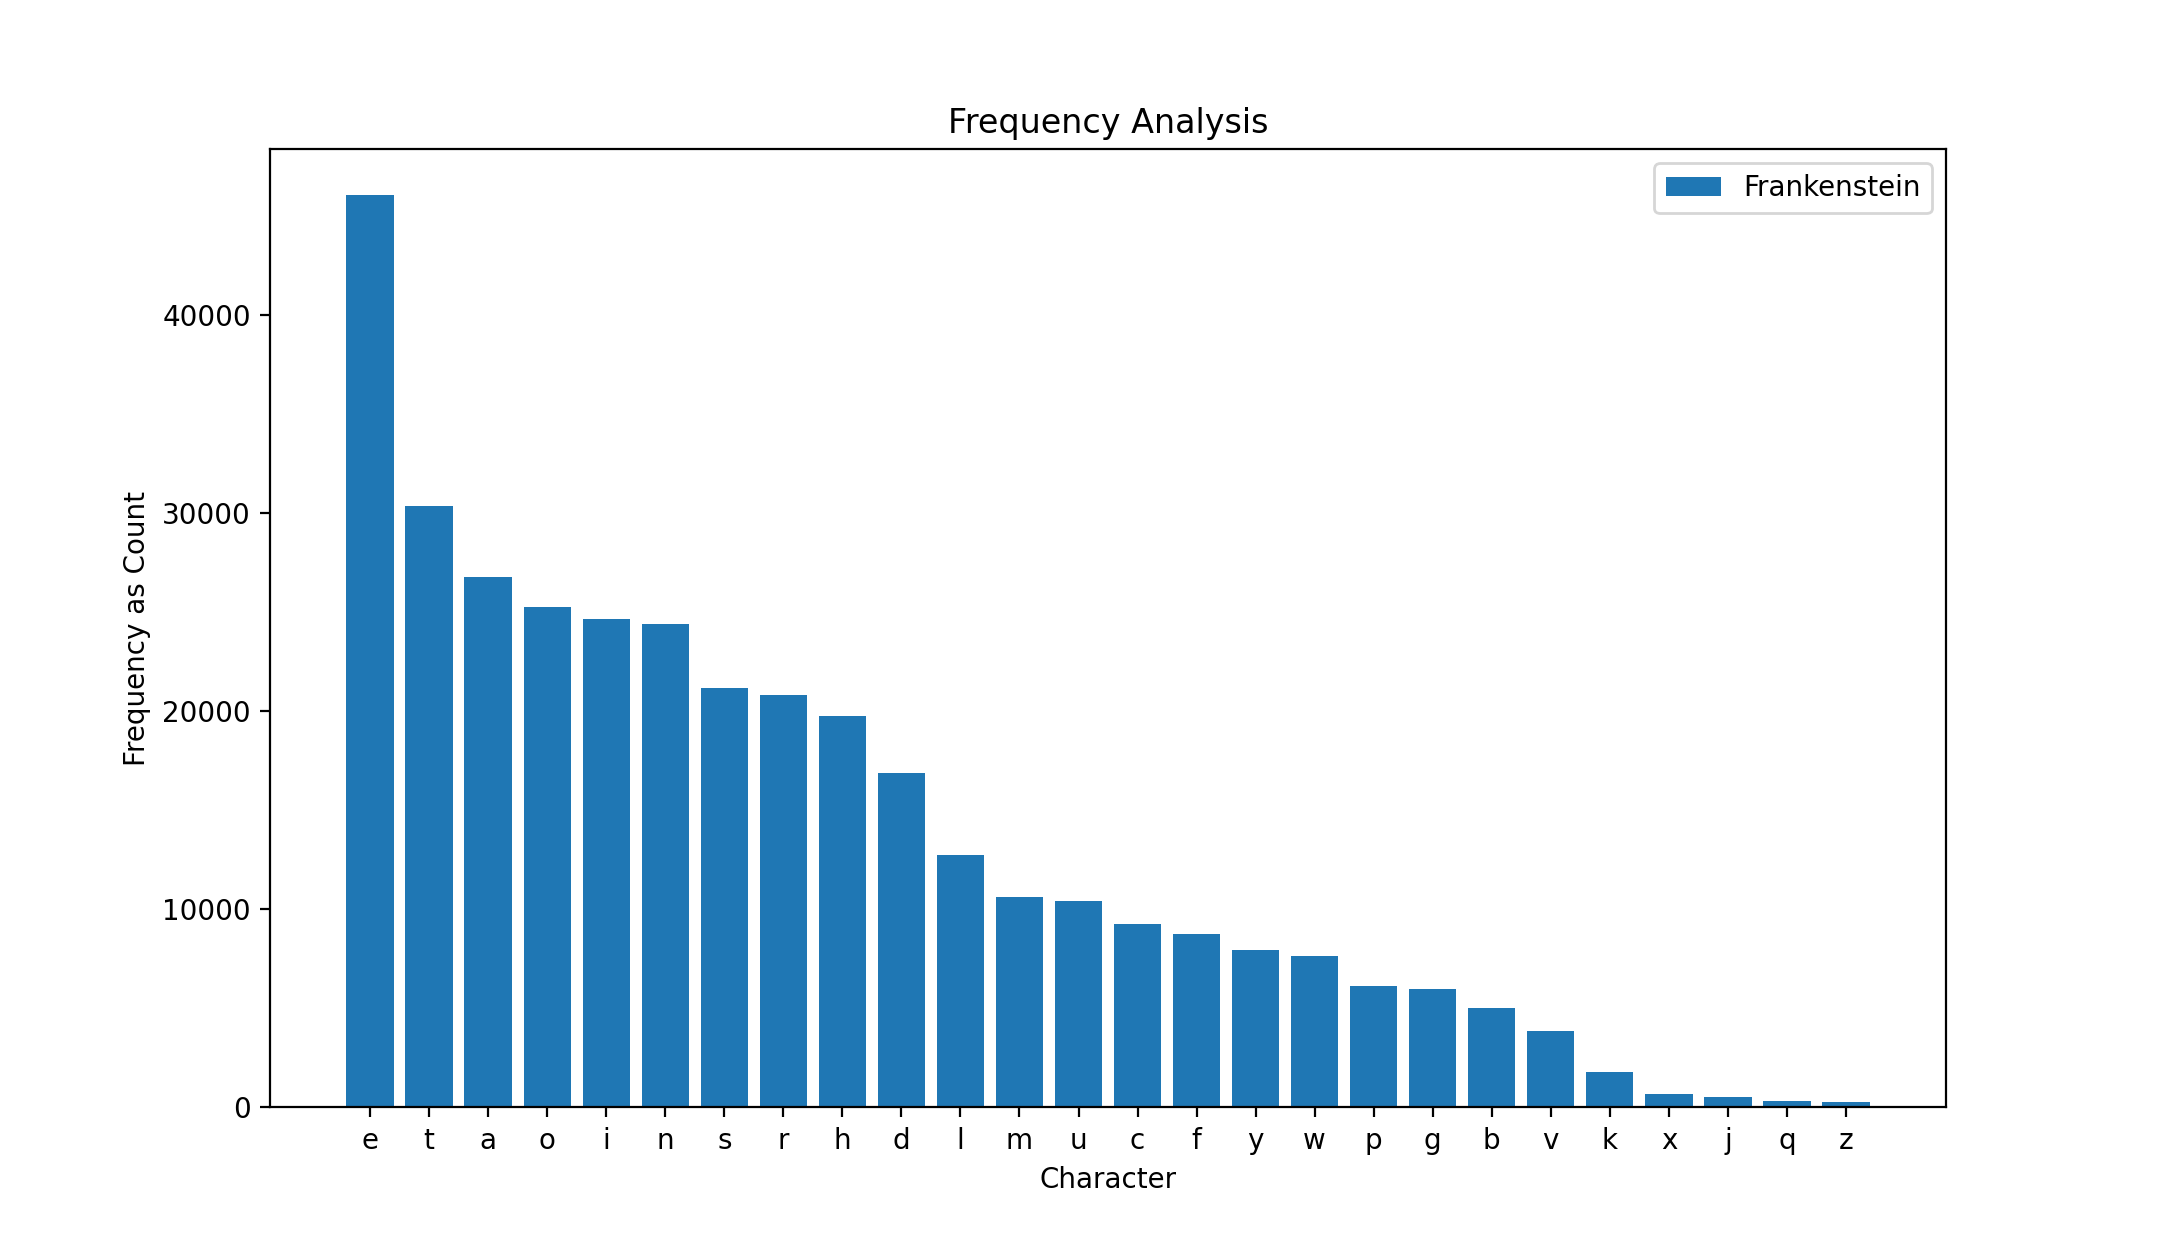 Frequency Analysis
Frankenstein
Frequency as Count
40000
30000
20000
10000
0
e t a o i n s r h d l m u c f y w p g b v k x j q z
Character